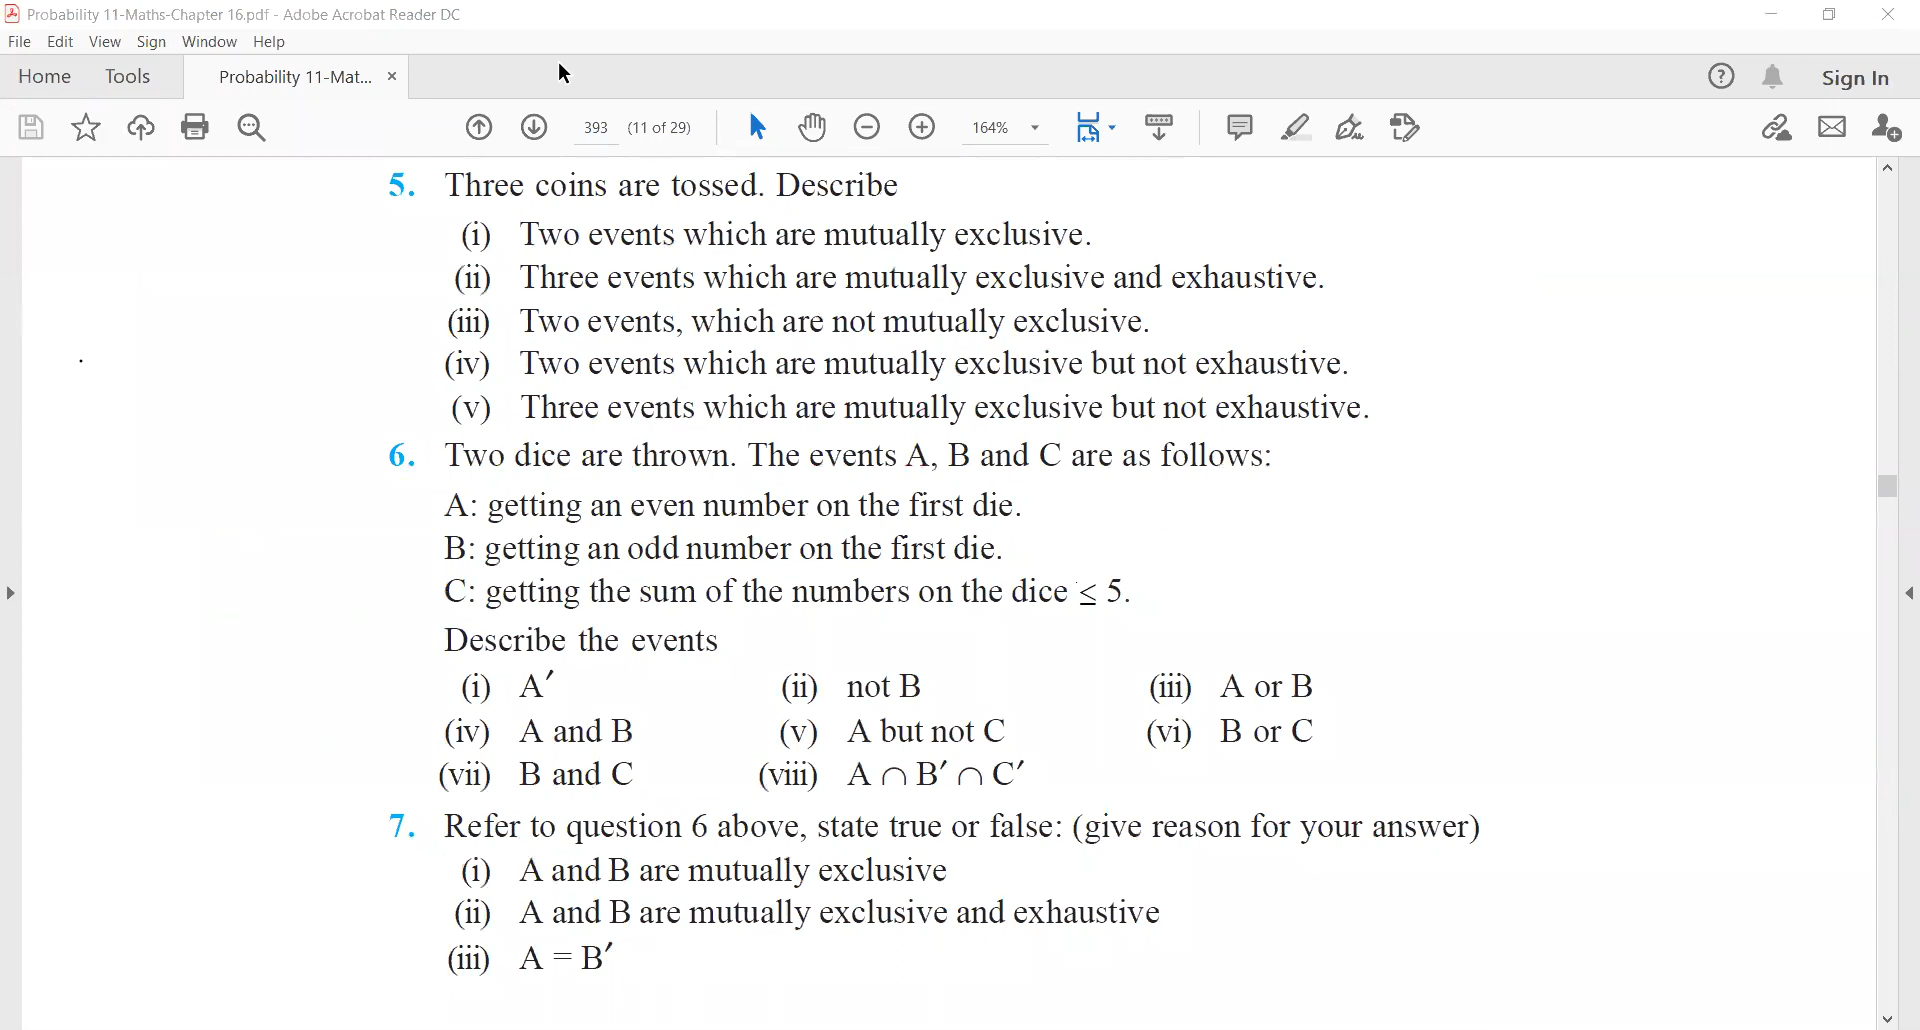 Probability 11-Maths-Chapter 16.pdf - Adobe Acrobat Reader DC
File Edit View Sign Window Help
Home Tools Probability 11-Mat... × Sign In
393 (11 of 29) 164%
5. Three coins are tossed. Describe
(i) Two events which are mutually exclusive.
(ii) Three events which are mutually exclusive and exhaustive.
(iii) Two events, which are not mutually exclusive.
(iv) Two events which are mutually exclusive but not exhaustive.
(v) Three events which are mutually exclusive but not exhaustive.
6. Two dice are thrown. The events A, B and C are as follows:
A: getting an even number on the first die.
B: getting an odd number on the first die.
C: getting the sum of the numbers on the dice ≤ 5.
Describe the events
(i) A′ (ii) not B (iii) A or B
(iv) A and B (v) A but not C (vi) B or C
(vii) B and C (viii) A ∩ B′ ∩ C′
7. Refer to question 6 above, state true or false: (give reason for your answer)
(i) A and B are mutually exclusive
(ii) A and B are mutually exclusive and exhaustive
(iii) A = B′